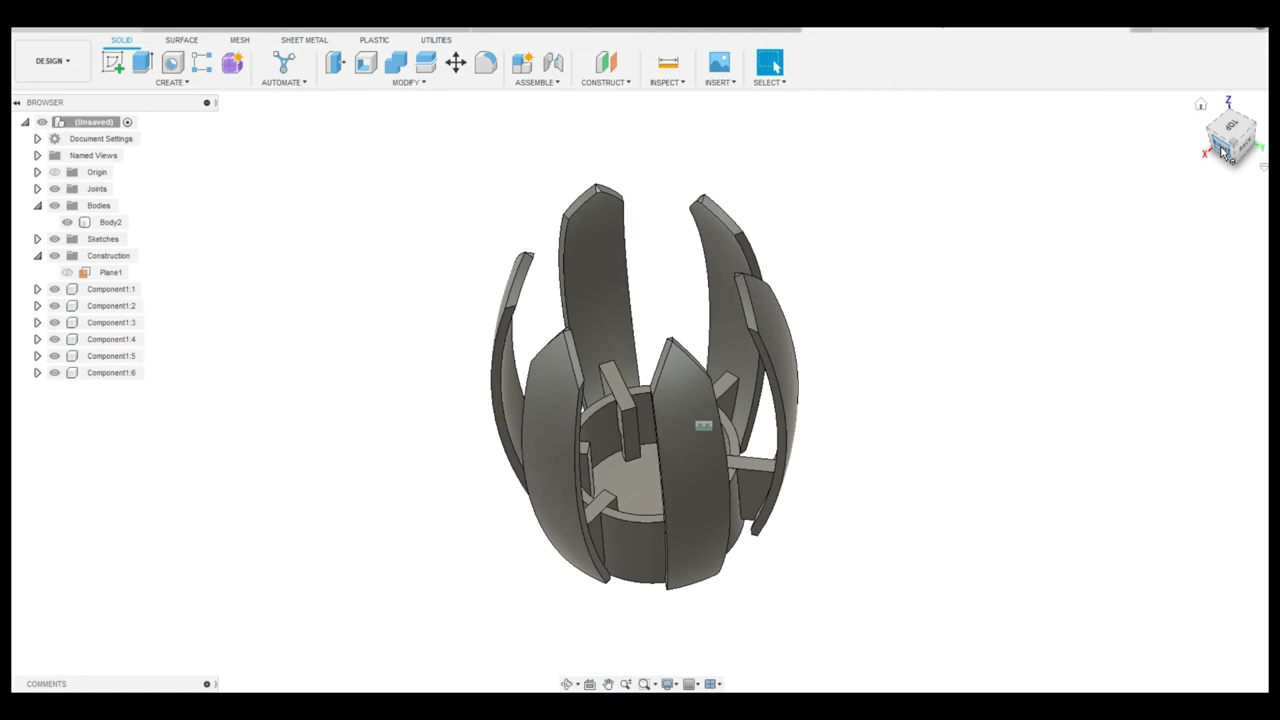 SOLID SURFACE MESH SHEET METAL PLASTIC UTILITIES
DESIGN
CREATE AUTOMATE MODIFY ASSEMBLE CONSTRUCT INSPECT INSERT SELECT
BROWSER
(Unsaved)
Document Settings
Named Views
Origin
Joints
Bodies
Body2
Sketches
Construction
Plane1
Component1:1
Component1:2
Component1:3
Component1:4
Component1:5
Component1:6
Z
TOP
BACK
X
Y
COMMENTS